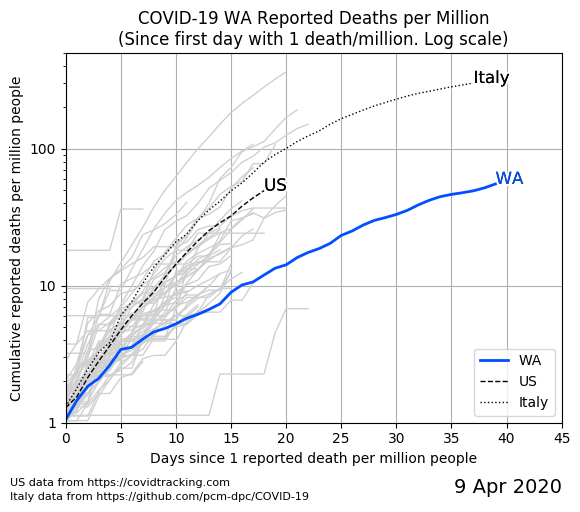 COVID-19 WA Reported Deaths per Million
(Since first day with 1 death/million. Log scale)
Cumulative reported deaths per million people
100
10
1
Italy
US
WA
WA
US
Italy
0 5 10 15 20 25 30 35 40 45
Days since 1 reported death per million people
US data from https://covidtracking.com
Italy data from https://github.com/pcm-dpc/COVID-19
9 Apr 2020